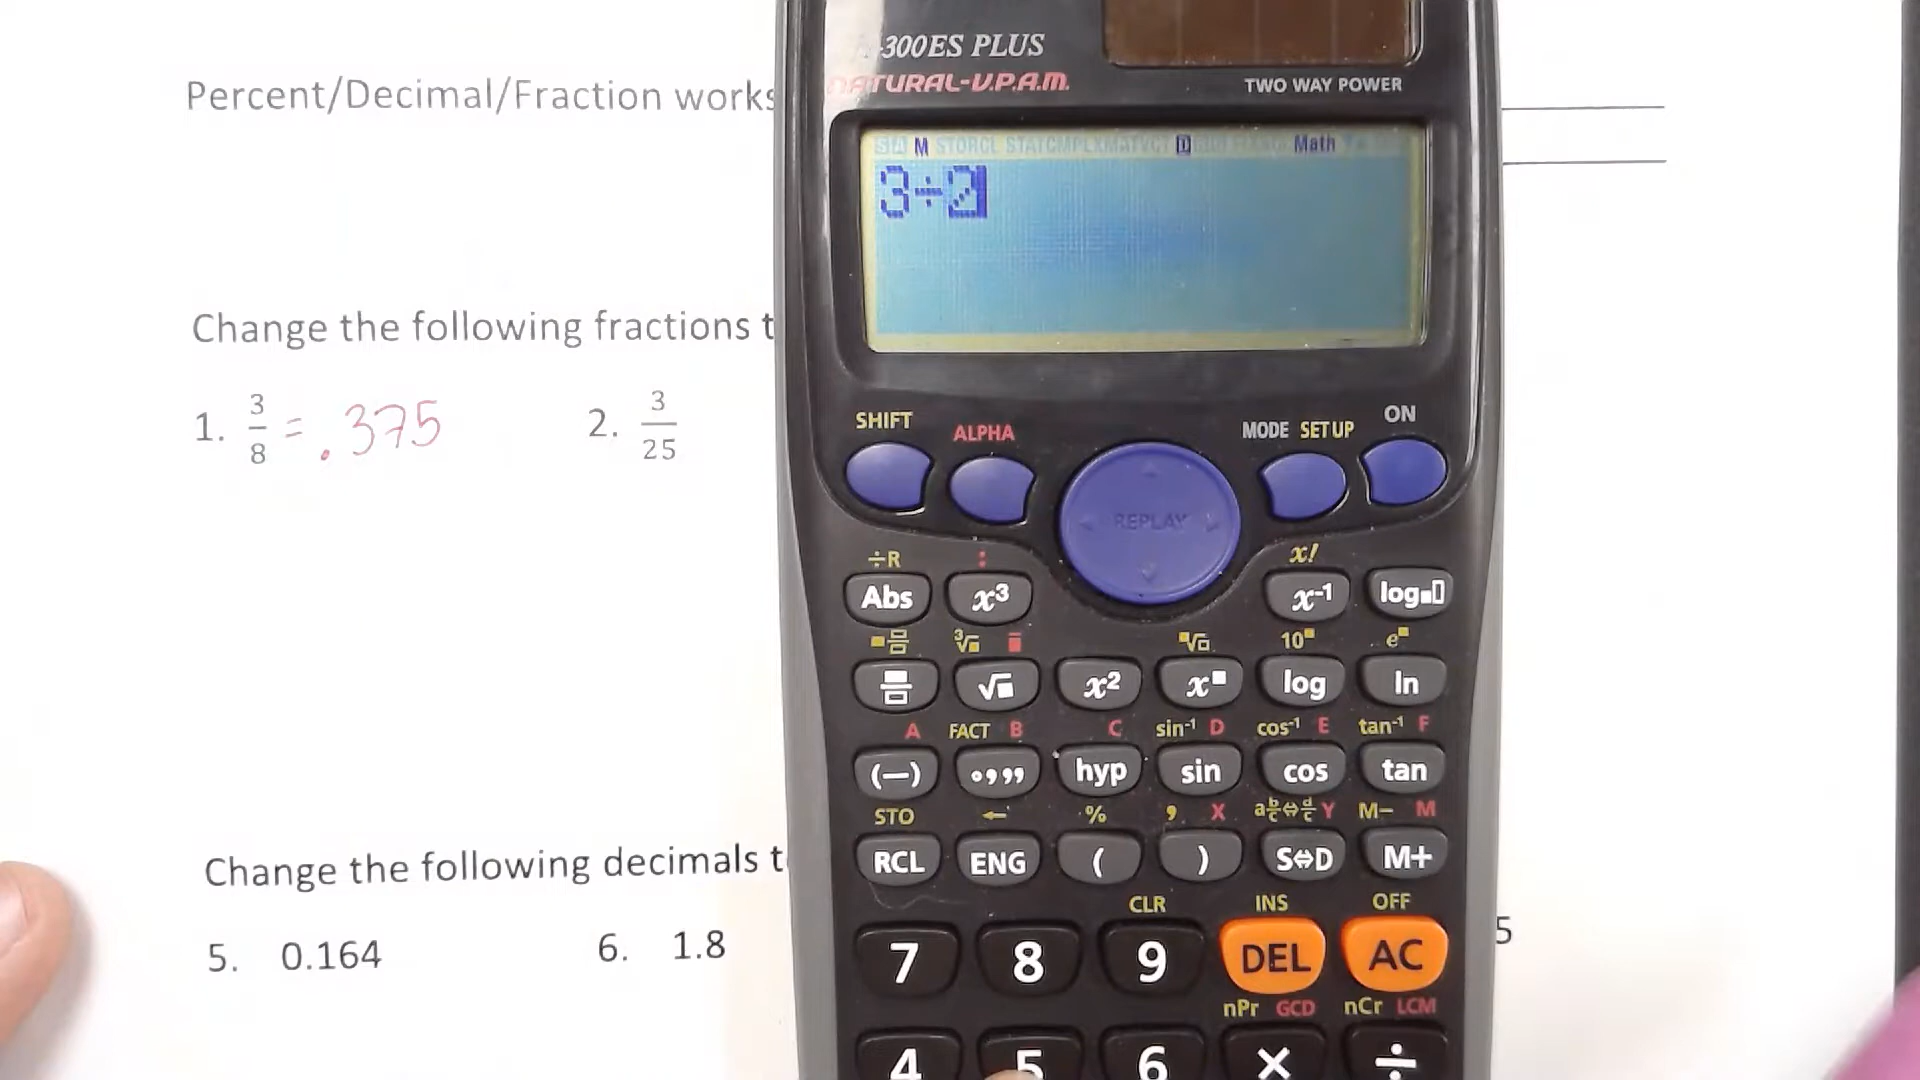 Percent/Decimal/Fraction works
Change the following fractions t
1. 3/8 = .375
2. 3/25
Change the following decimals t
5. 0.164
6. 1.8
5
-300ES PLUS
NATURAL-V.P.A.M.
TWO WAY POWER
M D Math
3÷2
SHIFT ALPHA MODE SETUP ON
REPLAY
÷R : x!
Abs x³ x⁻¹ log
³√ √ 10 e
√ x² x log ln
A FACT B C sin⁻¹ D cos⁻¹ E tan⁻¹ F
(—) °,,, hyp sin cos tan
STO ← % , X a b/c⇔d/c Y M− M
RCL ENG ( ) S⇔D M+
CLR INS OFF
7 8 9 DEL AC
nPr GCD nCr LCM
4 5 6 × ÷